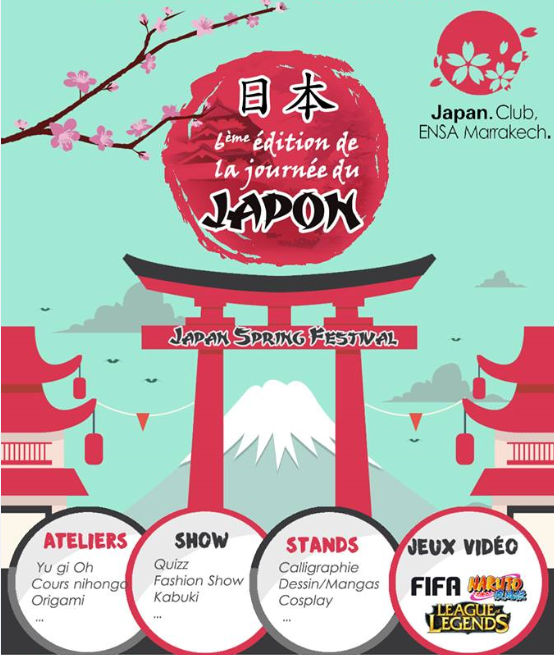 日本
6ème édition de
la journée du
JAPON
Japan.Club,
ENSA Marrakech.
JAPAN SPRING FESTIVAL
ATELIERS
Yu gi Oh
Cours nihongo
Origami
...
SHOW
Quizz
Fashion Show
Kabuki
...
STANDS
Calligraphie
Dessin/Mangas
Cosplay
...
JEUX VIDÉO
FIFA NARUTO
LEAGUE OF
LEGENDS